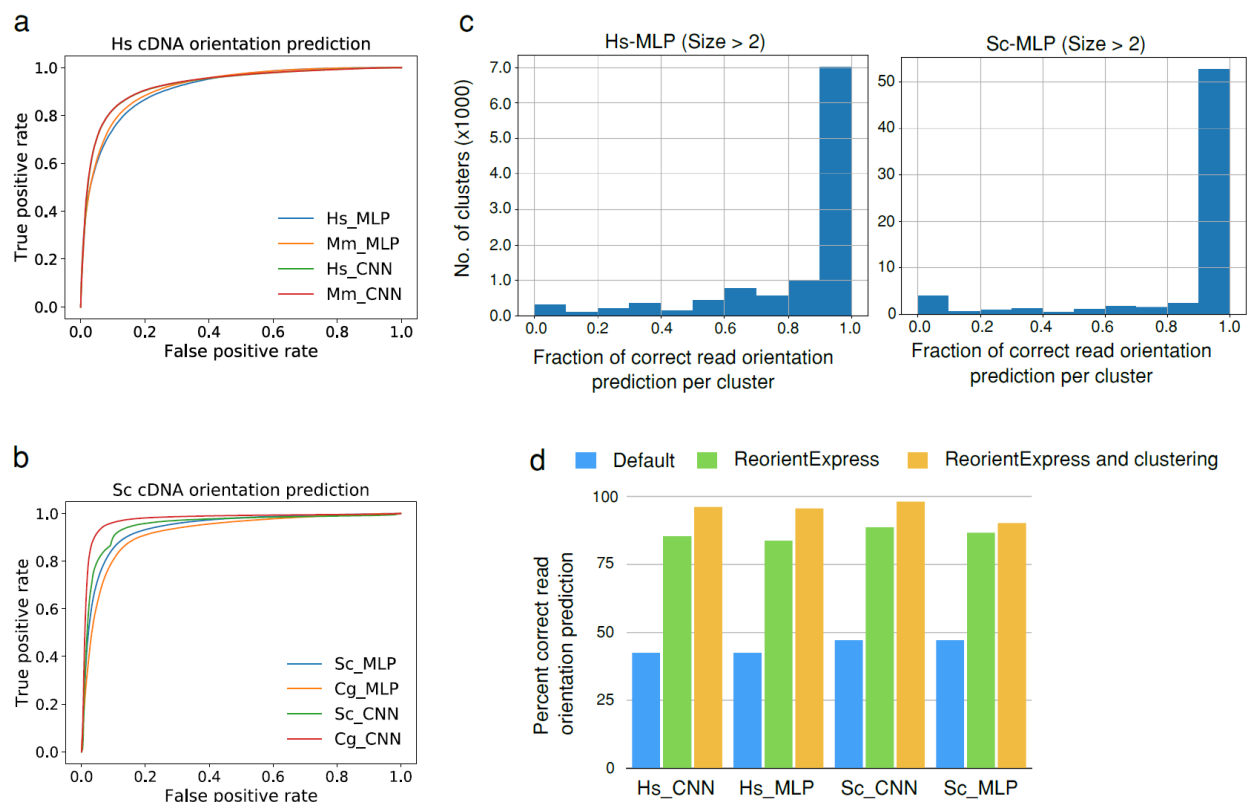 a
Hs cDNA orientation prediction
True positive rate
1.0
0.8
0.6
0.4
0.2
0.0
Hs_MLP
Mm_MLP
Hs_CNN
Mm_CNN
0.0 0.2 0.4 0.6 0.8 1.0
False positive rate
c
Hs-MLP (Size > 2)
No. of clusters (x1000)
7.0
6.0
5.0
4.0
3.0
2.0
1.0
0.0
0.0 0.2 0.4 0.6 0.8 1.0
Fraction of correct read orientation
prediction per cluster
Sc-MLP (Size > 2)
50
40
30
20
10
0
0.0 0.2 0.4 0.6 0.8 1.0
Fraction of correct read orientation
prediction per cluster
b
Sc cDNA orientation prediction
True positive rate
1.0
0.8
0.6
0.4
0.2
0.0
Sc_MLP
Cg_MLP
Sc_CNN
Cg_CNN
0.0 0.2 0.4 0.6 0.8 1.0
False positive rate
d
Default
ReorientExpress
ReorientExpress and clustering
Percent correct read
orientation prediction
100
75
50
25
0
Hs_CNN Hs_MLP Sc_CNN Sc_MLP